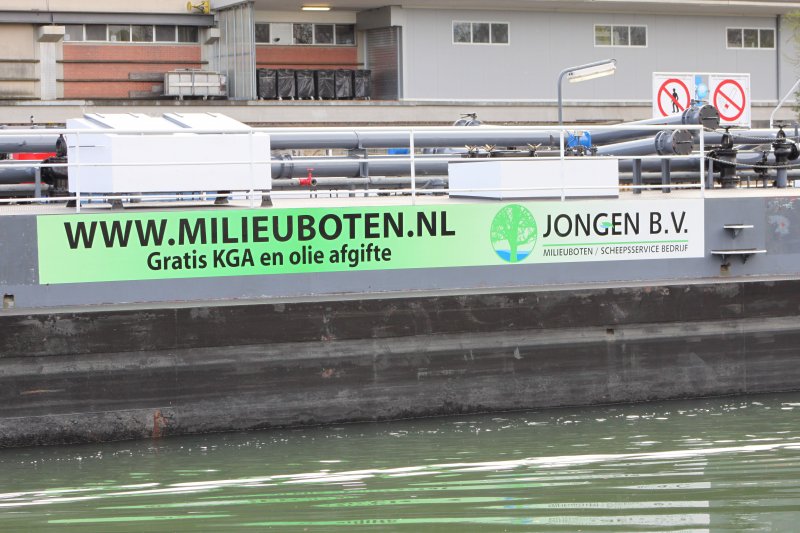 WWW.MILIEUBOTEN.NL
Gratis KGA en olie afgifte
JONGEN B.V.
MILIEUBOTEN / SCHEEPSSERVICE BEDRIJF